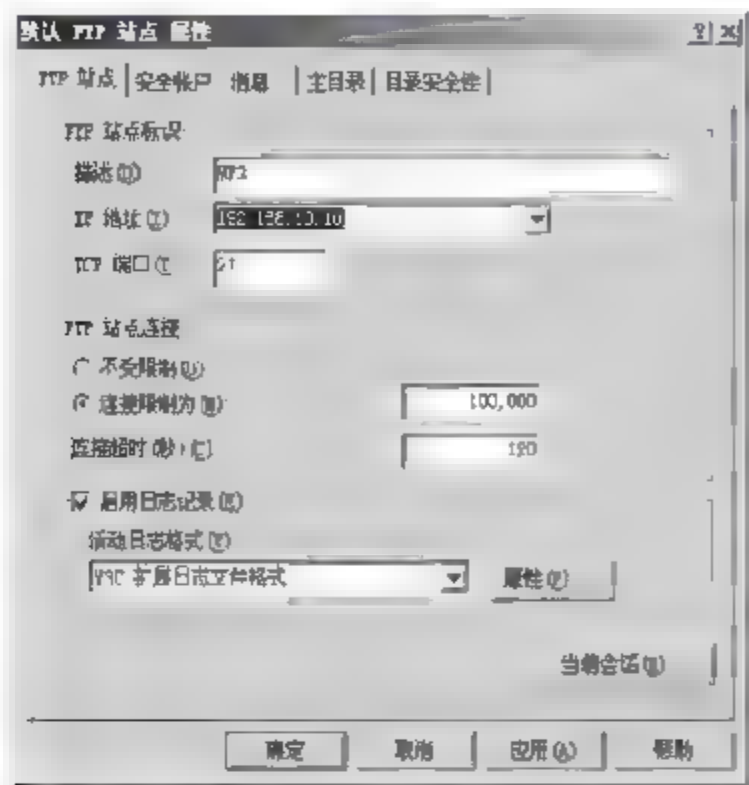 默认 FTP 站点 属性
FTP 站点 安全帐户 消息 主目录 目录安全性
FTP 站点标识
描述(D)
IP 地址(I) 192.168.10.10
TCP 端口(T 21
FTP 站点连接
不受限制(U)
连接限制为(M) 100,000
连接超时(秒)(C) 120
启用日志记录(E)
活动日志格式(V)
W3C 扩展日志文件格式 属性(P)
当前会话(N)
确定 取消 应用(A) 帮助